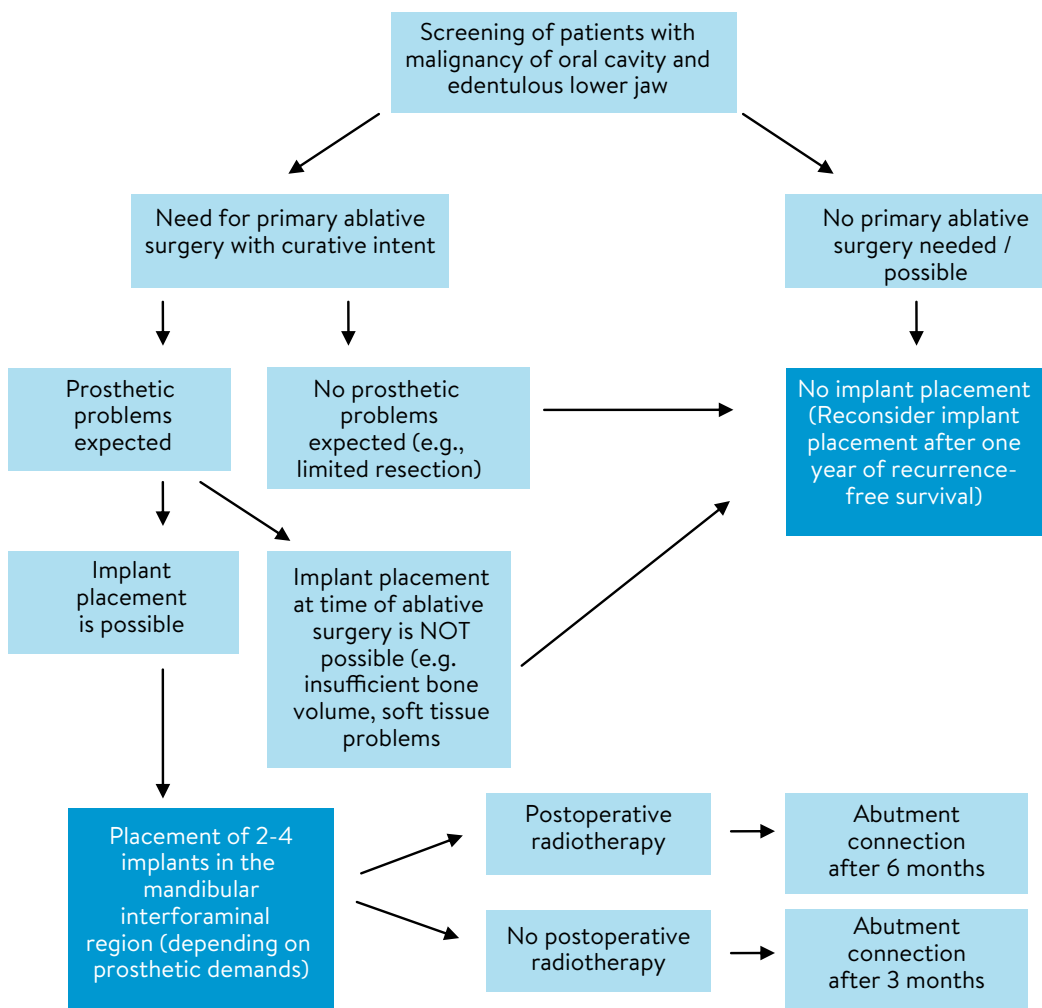 Screening of patients with
malignancy of oral cavity and
edentulous lower jaw
Need for primary ablative
surgery with curative intent
No primary ablative
surgery needed /
possible
Prosthetic
problems
expected
No prosthetic
problems
expected (e.g.,
limited resection)
No implant placement
(Reconsider implant
placement after one
year of recurrence-
free survival)
Implant
placement
is possible
Implant placement
at time of ablative
surgery is NOT
possible (e.g.
insufficient bone
volume, soft tissue
problems
Placement of 2-4
implants in the
mandibular
interforaminal
region (depending on
prosthetic demands)
Postoperative
radiotherapy
Abutment
connection
after 6 months
No postoperative
radiotherapy
Abutment
connection
after 3 months